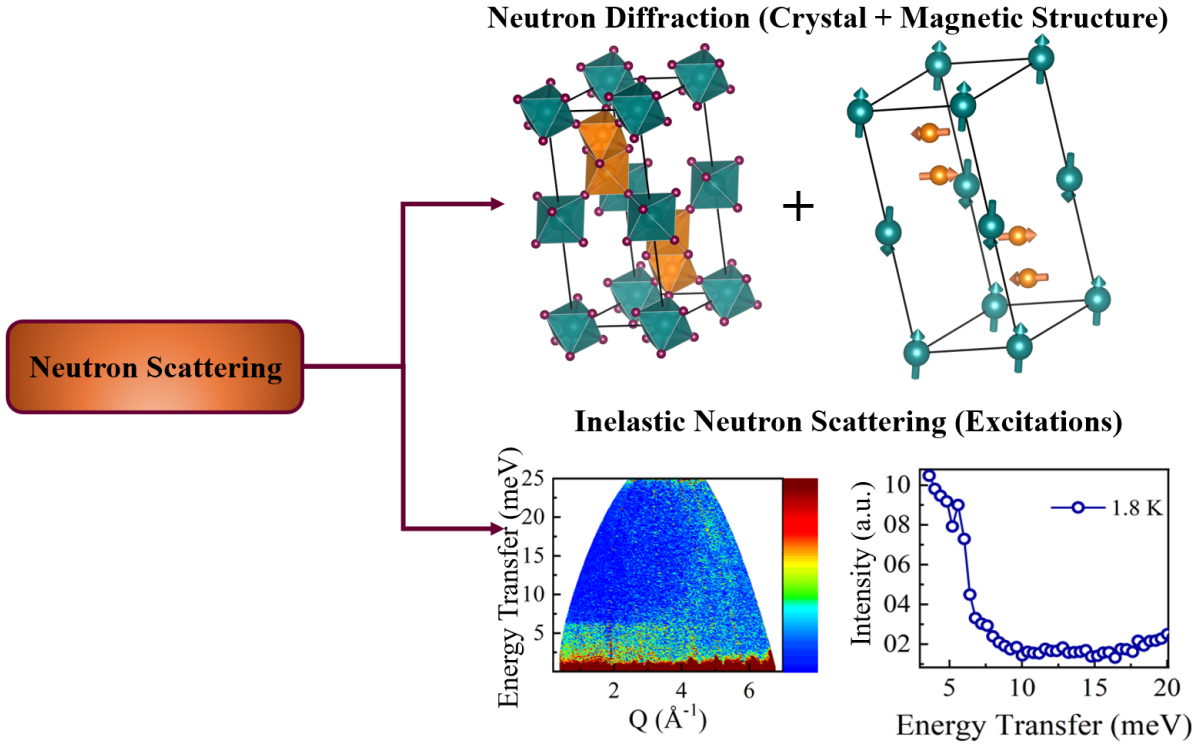 Neutron Diffraction (Crystal + Magnetic Structure)
+
Neutron Scattering
Inelastic Neutron Scattering (Excitations)
Energy Transfer (meV)
25
20
15
10
5
2
4
6
Q (Å⁻¹)
Intensity (a.u.)
10
08
06
04
02
1.8 K
5
10
15
20
Energy Transfer (meV)